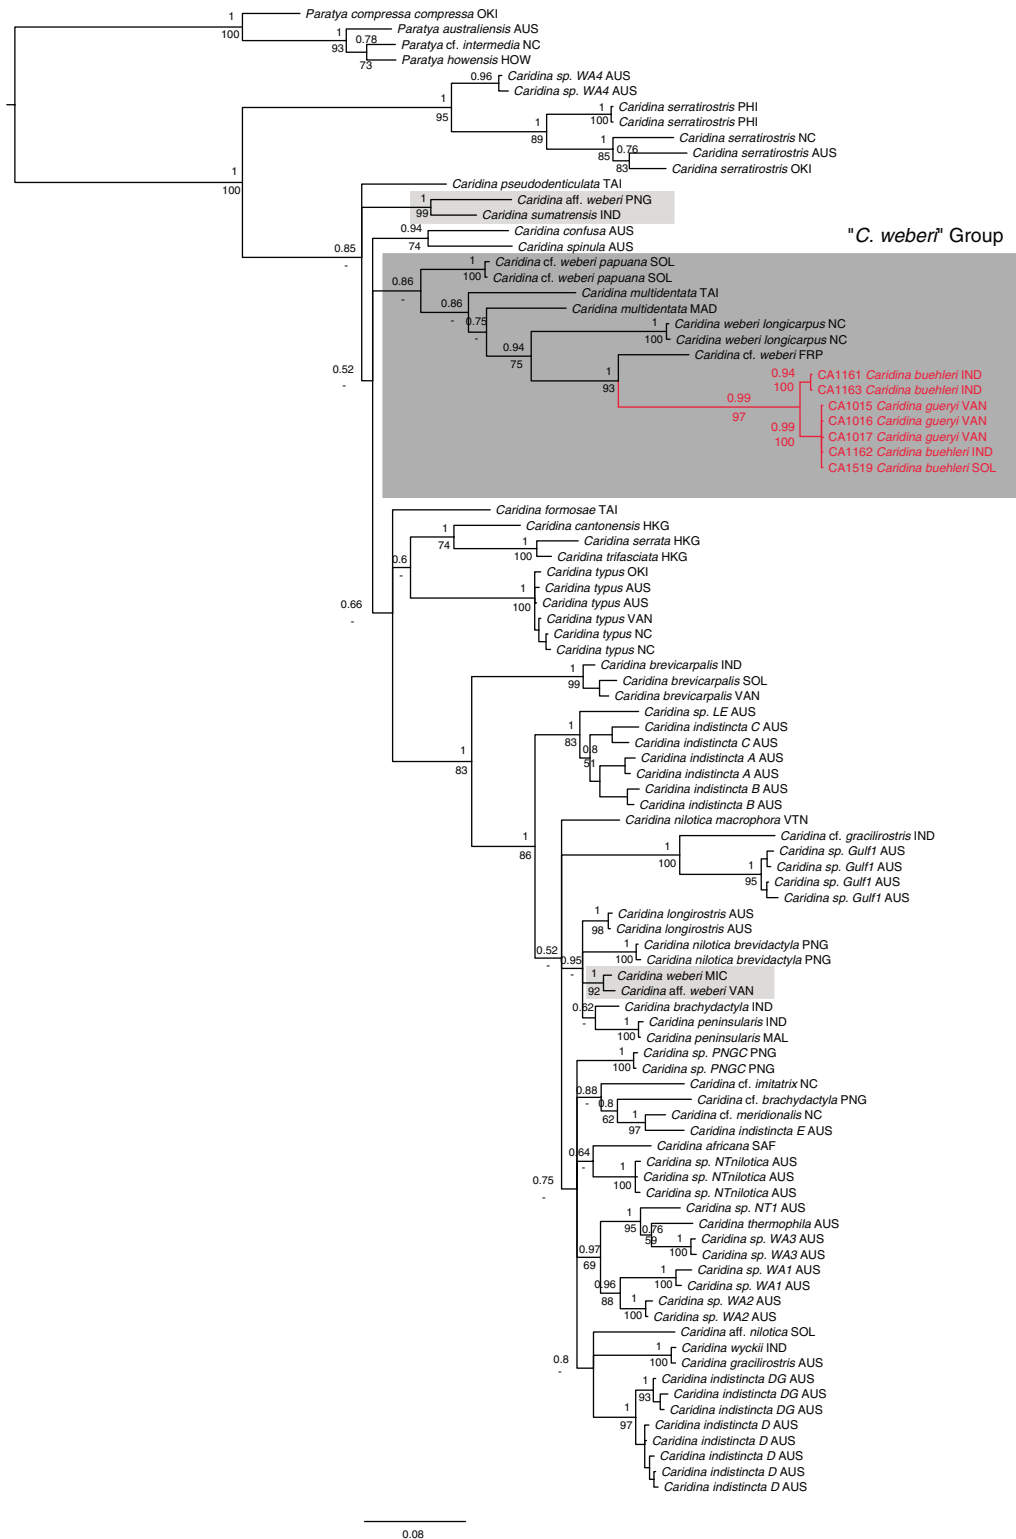 1 Paratya compressa compressa OKI
100
1 Paratya australiensis AUS
0.78
93 Paratya cf. intermedia NC
73 Paratya howensis HOW
0.96 Caridina sp. WA4 AUS
Caridina sp. WA4 AUS
1
95
1 Caridina serratirostris PHI
100 Caridina serratirostris PHI
1
89
1 Caridina serratirostris NC
0.76 Caridina serratirostris AUS
85
83 Caridina serratirostris OKI
1
100
Caridina pseudodenticulata TAI
1 Caridina aff. weberi PNG
99 Caridina sumatrensis IND
0.94 Caridina confusa AUS
74 Caridina spinula AUS
0.85
-
"C. weberi" Group
1 Caridina cf. weberi papuana SOL
100 Caridina cf. weberi papuana SOL
0.86
-
Caridina multidentata TAI
0.86
-
Caridina multidentata MAD
0.75
-
1 Caridina weberi longicarpus NC
100 Caridina weberi longicarpus NC
0.94
75
Caridina cf. weberi FRP
1
93
0.52
-
0.94 CA1161 Caridina buehleri IND
100 CA1163 Caridina buehleri IND
0.99
97
CA1015 Caridina gueryi VAN
CA1016 Caridina gueryi VAN
0.99
100
CA1017 Caridina gueryi VAN
CA1162 Caridina buehleri IND
CA1519 Caridina buehleri SOL
Caridina formosae TAI
1 Caridina cantonensis HKG
74
1 Caridina serrata HKG
100 Caridina trifasciata HKG
0.6
-
Caridina typus OKI
1 Caridina typus AUS
100 Caridina typus AUS
Caridina typus VAN
Caridina typus NC
Caridina typus NC
0.66
-
1 Caridina brevicarpalis IND
99 Caridina brevicarpalis SOL
Caridina brevicarpalis VAN
1
83
Caridina sp. LE AUS
1
83
Caridina indistincta C AUS
Caridina indistincta C AUS
0.8
51
Caridina indistincta A AUS
Caridina indistincta A AUS
Caridina indistincta B AUS
Caridina indistincta B AUS
1
86
Caridina nilotica macrophora VTN
Caridina cf. gracilirostris IND
1
100
Caridina sp. Gulf1 AUS
1 Caridina sp. Gulf1 AUS
95 Caridina sp. Gulf1 AUS
Caridina sp. Gulf1 AUS
1 Caridina longirostris AUS
98 Caridina longirostris AUS
1 Caridina nilotica brevidactyla PNG
100 Caridina nilotica brevidactyla PNG
0.52
-
0.95
-
1 Caridina weberi MIC
92 Caridina aff. weberi VAN
0.62 Caridina brachydactyla IND
-
1 Caridina peninsularis IND
100 Caridina peninsularis MAL
1 Caridina sp. PNGC PNG
100 Caridina sp. PNGC PNG
Caridina cf. imitatrix NC
0.88
-
0.8 Caridina cf. brachydactyla PNG
62
1 Caridina cf. meridionalis NC
97 Caridina indistincta E AUS
Caridina africana SAF
0.64
-
1 Caridina sp. NTnilotica AUS
100 Caridina sp. NTnilotica AUS
Caridina sp. NTnilotica AUS
0.75
-
1 Caridina sp. NT1 AUS
95
0.76 Caridina thermophila AUS
59
1 Caridina sp. WA3 AUS
100 Caridina sp. WA3 AUS
0.97
69
1 Caridina sp. WA1 AUS
100 Caridina sp. WA1 AUS
0.96
88
1 Caridina sp. WA2 AUS
100 Caridina sp. WA2 AUS
Caridina aff. nilotica SOL
1 Caridina wyckii IND
100 Caridina gracilirostris AUS
0.8
-
1 Caridina indistincta DG AUS
93 Caridina indistincta DG AUS
Caridina indistincta DG AUS
1
97
Caridina indistincta D AUS
Caridina indistincta D AUS
Caridina indistincta D AUS
Caridina indistincta D AUS
Caridina indistincta D AUS
0.08